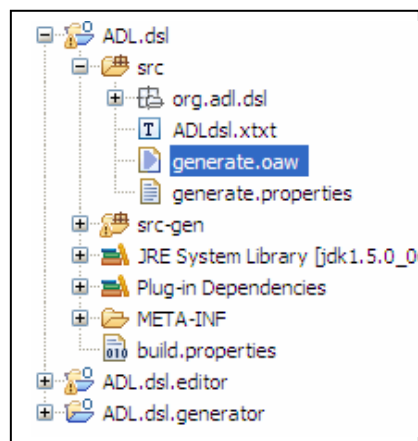 ADL.dsl
src
org.adl.dsl
ADLdsl.xtxt
generate.oaw
generate.properties
src-gen
JRE System Library [jdk1.5.0_0
Plug-in Dependencies
META-INF
build.properties
ADL.dsl.editor
ADL.dsl.generator